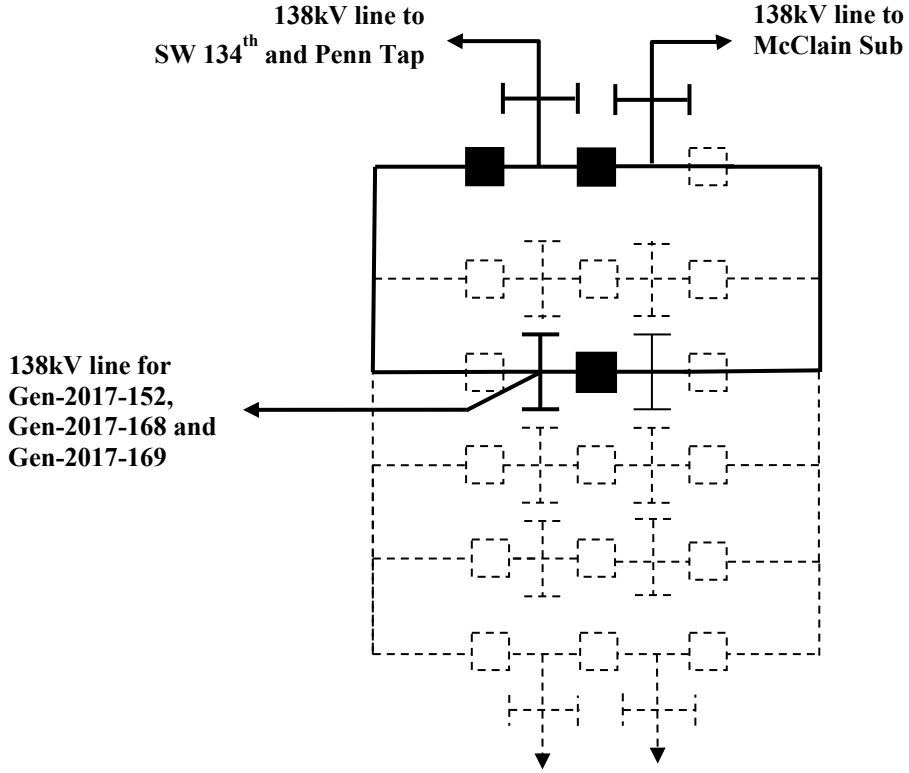 138kV line to
SW 134th and Penn Tap
138kV line to
McClain Sub
138kV line for
Gen-2017-152,
Gen-2017-168 and
Gen-2017-169